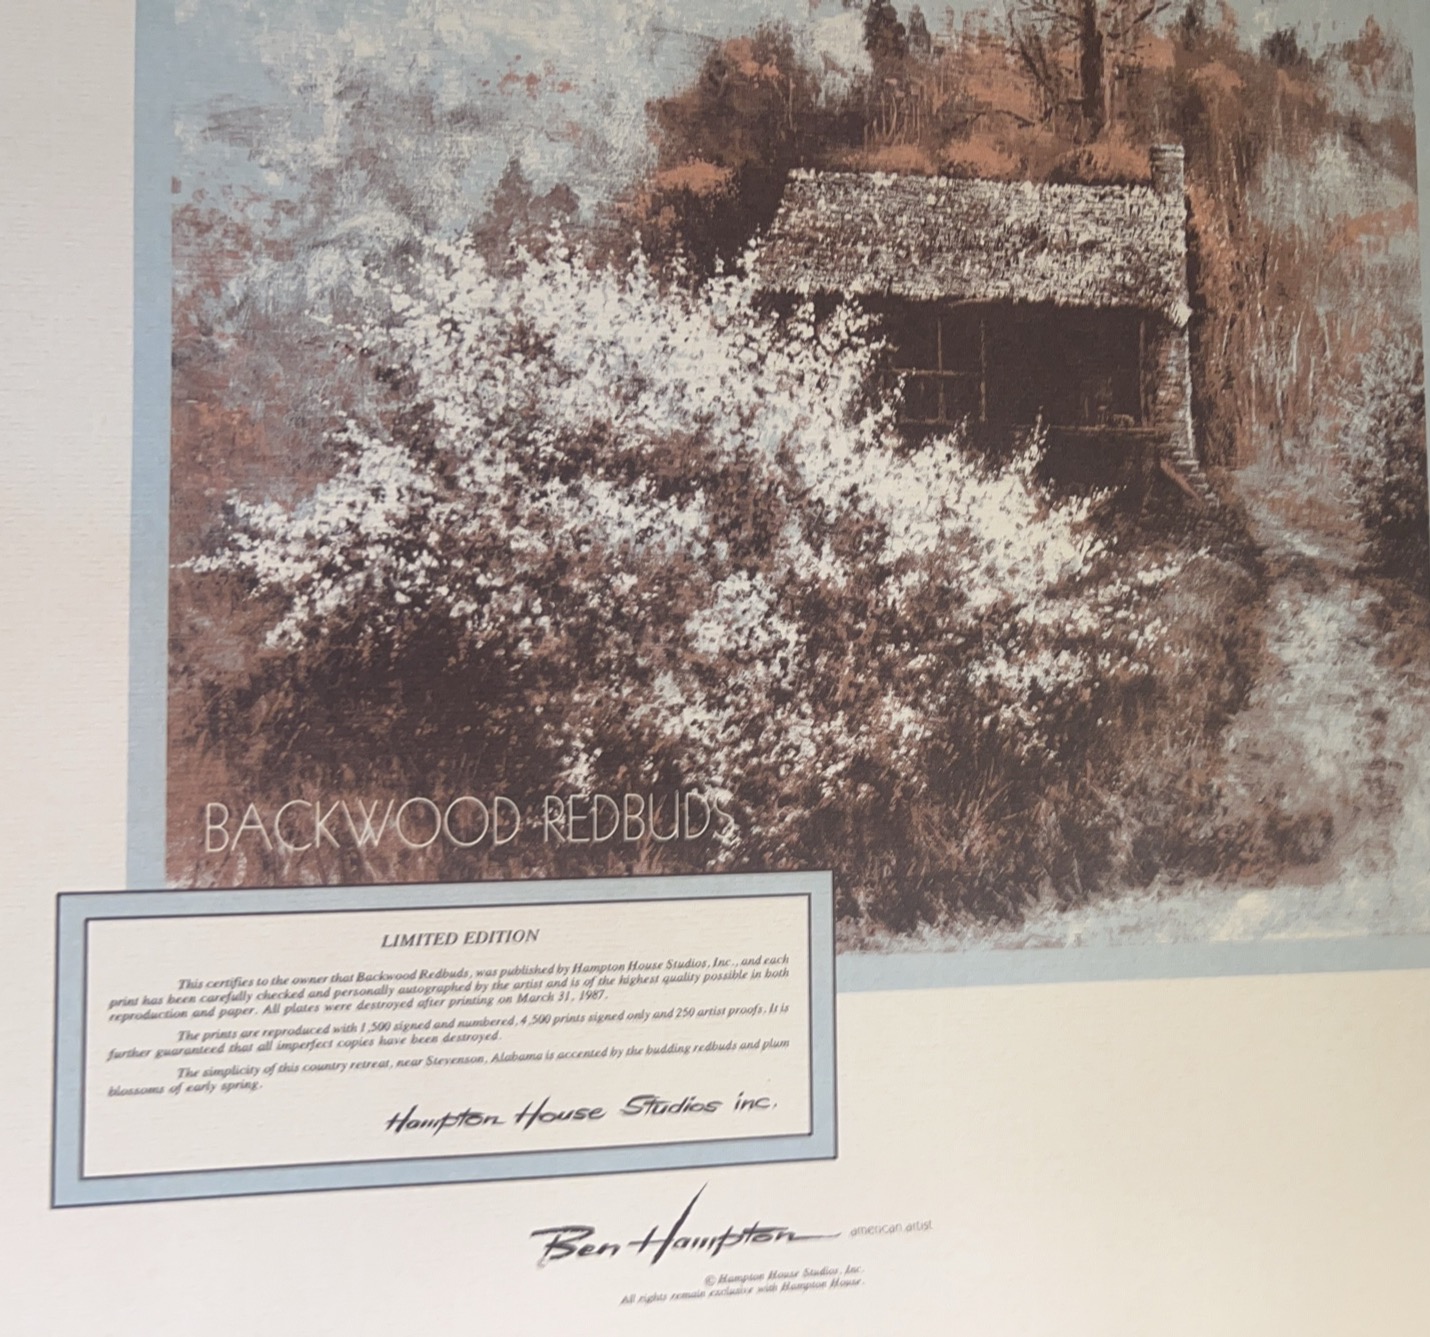 BACKWOOD REDBUDS
LIMITED EDITION
This certifies to the owner that Backwood Redbuds, was published by Hampton House Studios, Inc., and each
print has been carefully checked and personally autographed by the artist and is of the highest quality possible in both
reproduction and paper. All plates were destroyed after printing on March 31, 1987.
The prints are reproduced with 1,500 signed and numbered, 4,500 prints signed only and 250 artist proofs. It is
further guaranteed that all imperfect copies have been destroyed.
The simplicity of this country retreat, near Stevenson, Alabama is accented by the budding redbuds and plum
blossoms of early spring.
Hampton House Studios inc.
Ben Hampton american artist
© Hampton House Studios, Inc.
All rights remain exclusive with Hampton House.